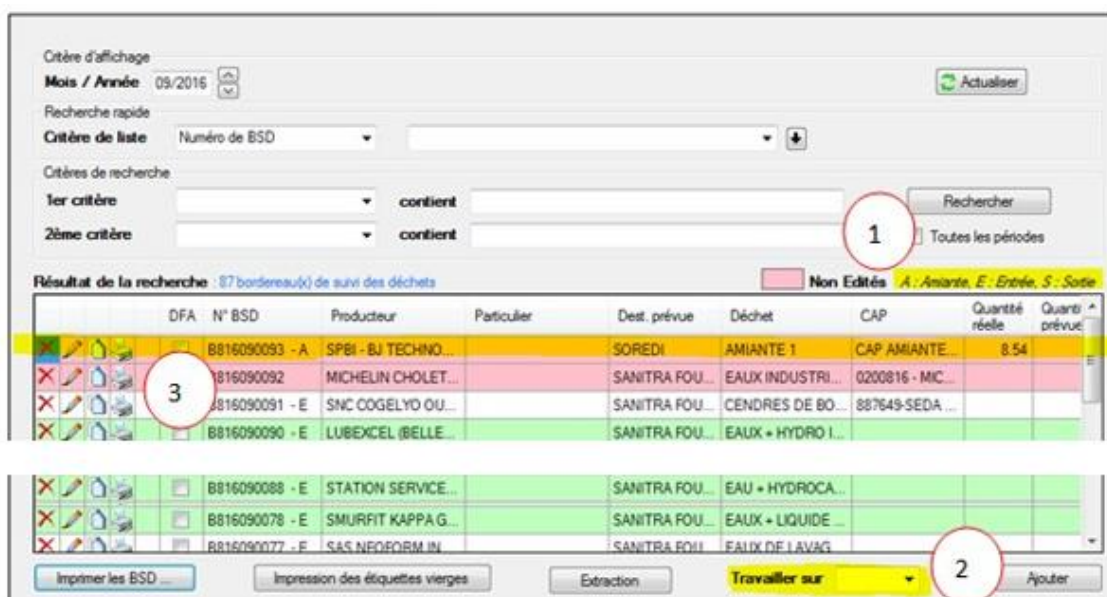 Critère d'affichage
Mois / Année 09/2016
Actualiser
Recherche rapide
Critère de liste Numéro de BSD
Critères de recherche
1er critère contient
Rechercher
2ème critère contient
1
Toutes les périodes
Résultat de la recherche : 87 bordereau(x) de suivi des déchets
Non Edités A : Amiante, E : Entrée, S : Sortie
DFA N° BSD Producteur Particulier Dest. prévue Déchet CAP Quantité réelle Quanti prévue
B816090093 - A SPBI - BJ TECHNO... SOREDI AMIANTE 1 CAP AMIANTE... 8.54
B816090092 MICHELIN CHOLET... SANITRA FOU... EAUX INDUSTRI... 0200816 - MIC...
3
B816090091 - E SNC COGELYO OU... SANITRA FOU... CENDRES DE BO... 887649-SEDA ...
B816090090 - E LUBEXCEL (BELLE... SANITRA FOU... EAUX + HYDRO I...
B816090088 - E STATION SERVICE... SANITRA FOU... EAU + HYDROCA...
B816090078 - E SMURFIT KAPPA G... SANITRA FOU... EAUX + LIQUIDE ...
B816090077 - E SAS NEOFORM IN SANITRA FOU EAUX DE LAVAG
Imprimer les BSD ... Impression des étiquettes vierges Extraction Travailler sur 2 Ajouter